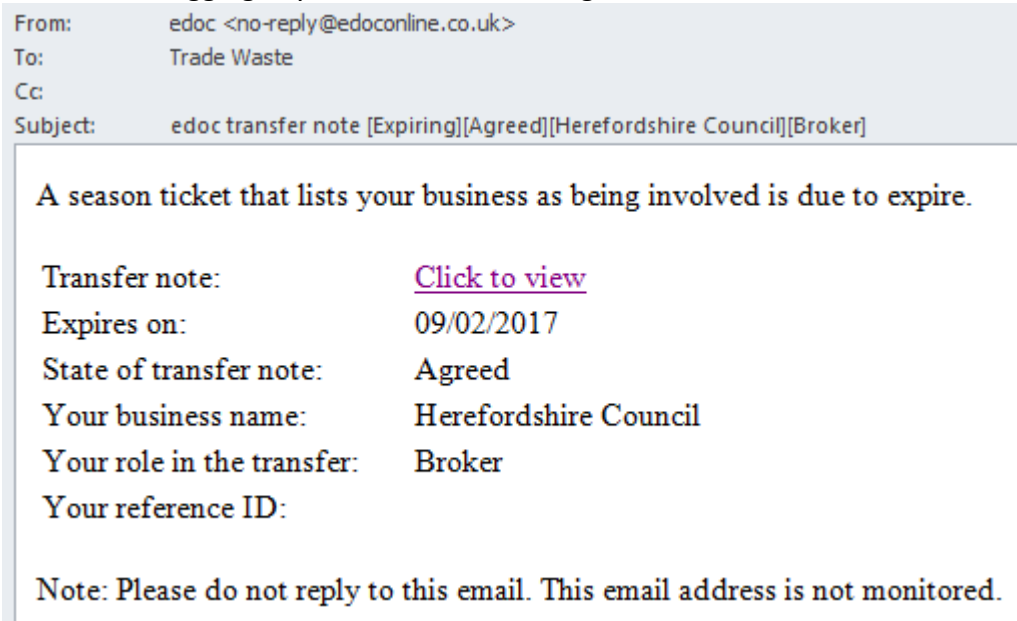 From: edoc <no-reply@edoconline.co.uk>
To: Trade Waste
Cc:
Subject: edoc transfer note [Expiring][Agreed][Herefordshire Council][Broker]
A season ticket that lists your business as being involved is due to expire.
Transfer note: Click to view
Expires on: 09/02/2017
State of transfer note: Agreed
Your business name: Herefordshire Council
Your role in the transfer: Broker
Your reference ID:
Note: Please do not reply to this email. This email address is not monitored.